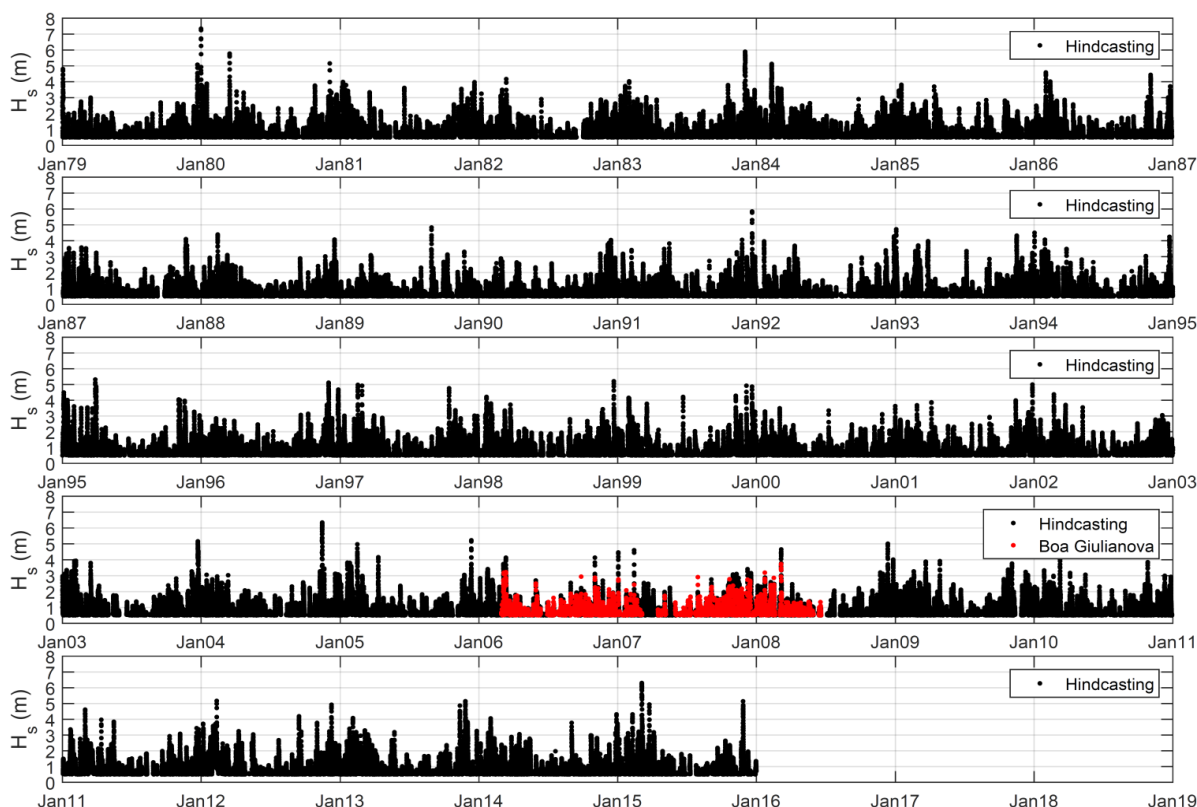 8
7
6
5
4
3
2
1
0
H_s (m)
Hindcasting
Jan79 Jan80 Jan81 Jan82 Jan83 Jan84 Jan85 Jan86 Jan87
8
7
6
5
4
3
2
1
0
H_s (m)
Hindcasting
Jan87 Jan88 Jan89 Jan90 Jan91 Jan92 Jan93 Jan94 Jan95
8
7
6
5
4
3
2
1
0
H_s (m)
Hindcasting
Jan95 Jan96 Jan97 Jan98 Jan99 Jan00 Jan01 Jan02 Jan03
8
7
6
5
4
3
2
1
0
H_s (m)
Hindcasting
Boa Giulianova
Jan03 Jan04 Jan05 Jan06 Jan07 Jan08 Jan09 Jan10 Jan11
8
7
6
5
4
3
2
1
0
H_s (m)
Hindcasting
Jan11 Jan12 Jan13 Jan14 Jan15 Jan16 Jan17 Jan18 Jan19